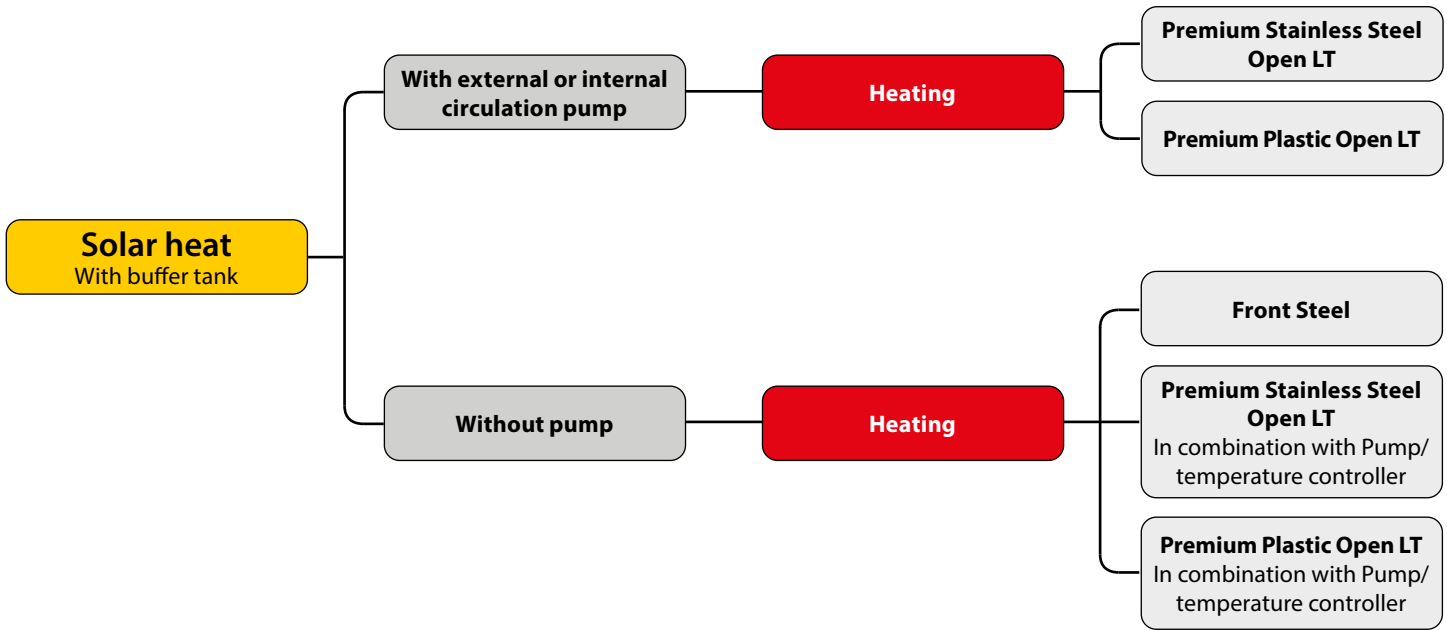 Solar heat
With buffer tank
With external or internal
circulation pump
Heating
Premium Stainless Steel
Open LT
Premium Plastic Open LT
Without pump
Heating
Front Steel
Premium Stainless Steel
Open LT
In combination with Pump/
temperature controller
Premium Plastic Open LT
In combination with Pump/
temperature controller